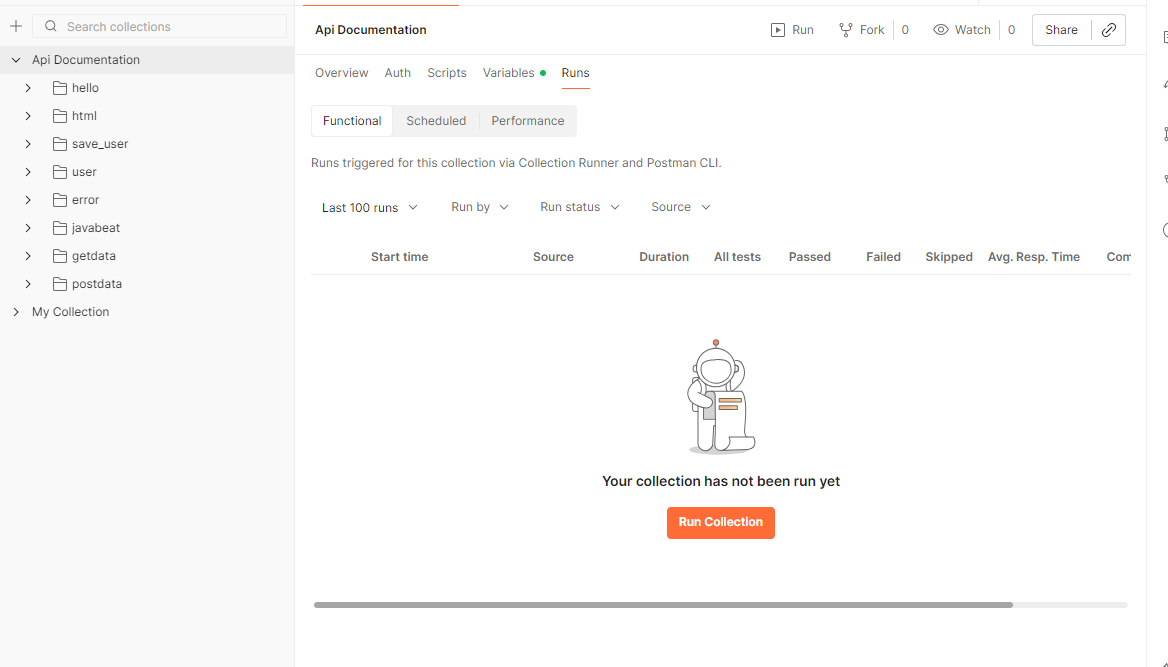 Search collections
Api Documentation
hello
html
save_user
user
error
javabeat
getdata
postdata
My Collection
Api Documentation
Run
Fork 0
Watch 0
Share
Overview Auth Scripts Variables Runs
Functional Scheduled Performance
Runs triggered for this collection via Collection Runner and Postman CLI.
Last 100 runs Run by Run status Source
Start time Source Duration All tests Passed Failed Skipped Avg. Resp. Time Com
Your collection has not been run yet
Run Collection